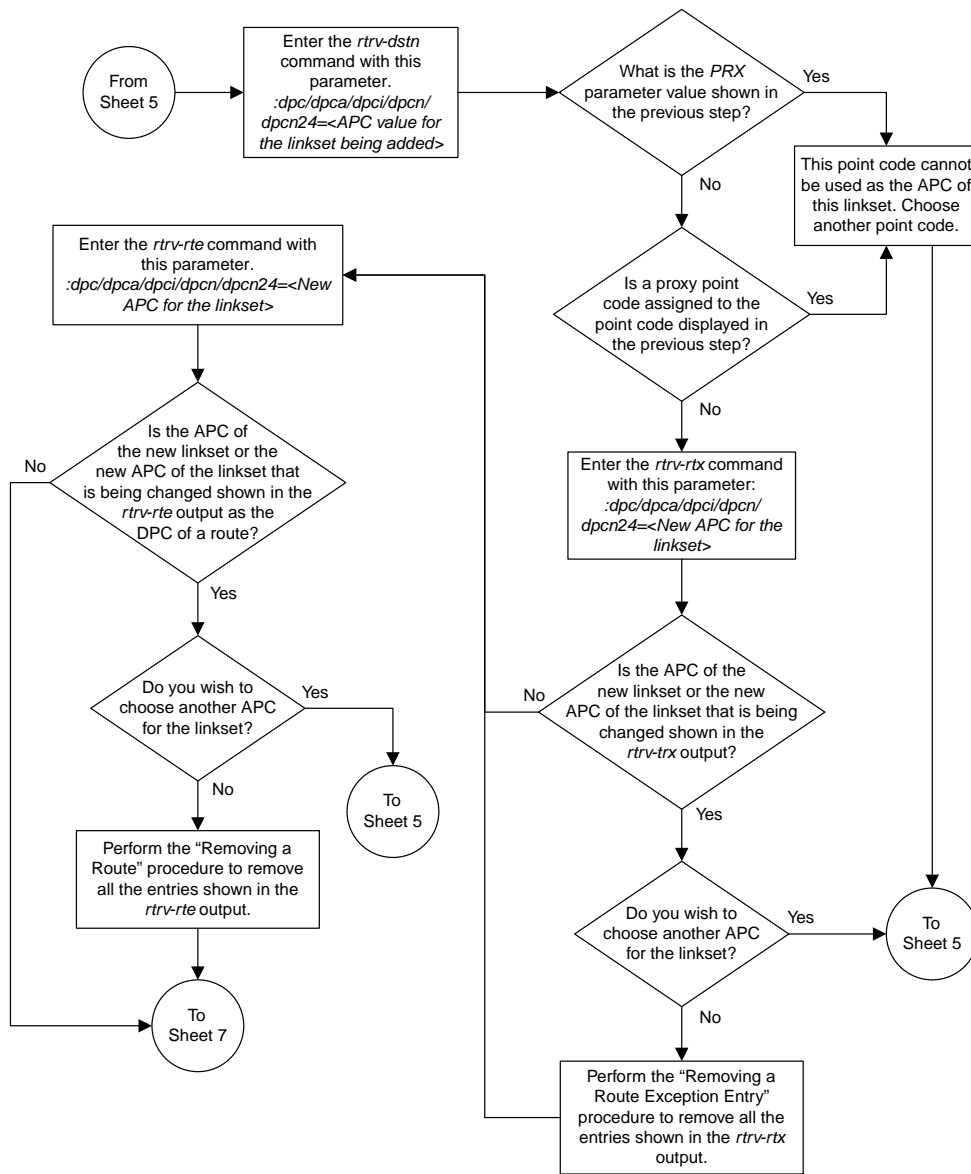 From
Sheet 5
Enter the rtrv-dstn
command with this
parameter.
:dpc/dpca/dpci/dpcn/
dpcn24=<APC value for
the linkset being added>
What is the PRX
parameter value shown in
the previous step?
Yes
No
This point code cannot
be used as the APC of
this linkset. Choose
another point code.
Is a proxy point
code assigned to the
point code displayed in
the previous step?
Yes
No
Enter the rtrv-rtx command
with this parameter:
:dpc/dpca/dpci/dpcn/
dpcn24=<New APC for the
linkset>
Is the APC of the
new linkset or the new
APC of the linkset that is being
changed shown in the
rtrv-trx output?
No
Yes
Do you wish to
choose another APC
for the linkset?
Yes
No
To
Sheet 5
Perform the “Removing a
Route Exception Entry”
procedure to remove all the
entries shown in the rtrv-rtx
output.
Enter the rtrv-rte command with
this parameter.
:dpc/dpca/dpci/dpcn/dpcn24=<New
APC for the linkset>
Is the APC of
the new linkset or the
new APC of the linkset that
is being changed shown in the
rtrv-rte output as the
DPC of a route?
No
Yes
Do you wish to
choose another APC
for the linkset?
Yes
No
To
Sheet 5
Perform the “Removing a
Route” procedure to remove
all the entries shown in the
rtrv-rte output.
To
Sheet 7